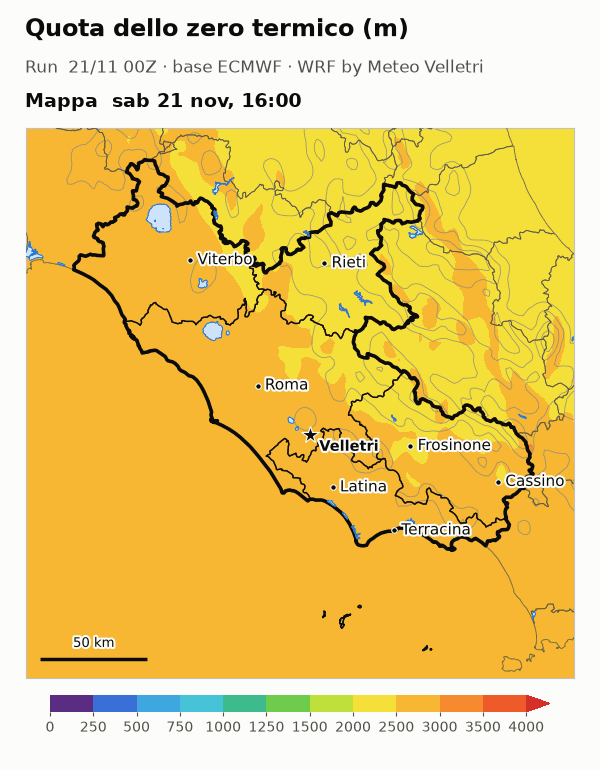 Quota dello zero termico (m)
Run 21/11 00Z · base ECMWF · WRF by Meteo Velletri
Mappa sab 21 nov, 16:00
Viterbo
Rieti
Roma
Velletri
Frosinone
Cassino
Latina
Terracina
50 km
0 250 500 750 1000 1250 1500 2000 2500 3000 3500 4000